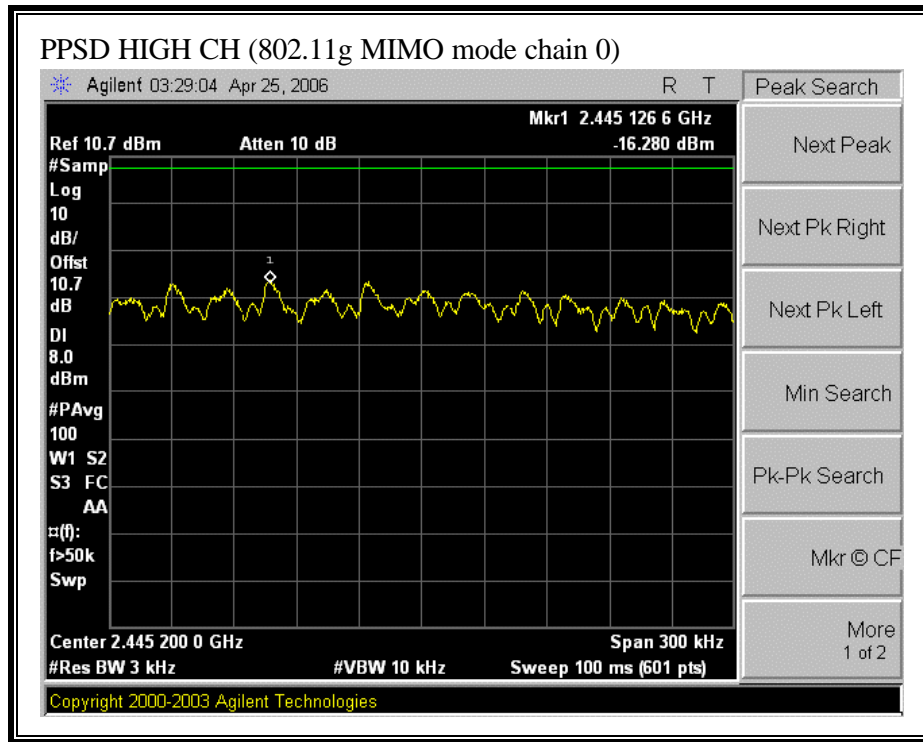 PPSD HIGH CH (802.11g MIMO mode chain 0)
Agilent 03:29:04 Apr 25, 2006 R T
Peak Search
Mkr1 2.445 126 6 GHz
Ref 10.7 dBm Atten 10 dB -16.280 dBm
#Samp
Log
10
dB/
Offst
10.7
dB
DI
8.0
dBm
#PAvg
100
W1 S2
S3 FC
AA
¤(f):
f>50k
Swp
1
Center 2.445 200 0 GHz Span 300 kHz
#Res BW 3 kHz #VBW 10 kHz Sweep 100 ms (601 pts)
Copyright 2000-2003 Agilent Technologies
Next Peak
Next Pk Right
Next Pk Left
Min Search
Pk-Pk Search
Mkr © CF
More
1 of 2